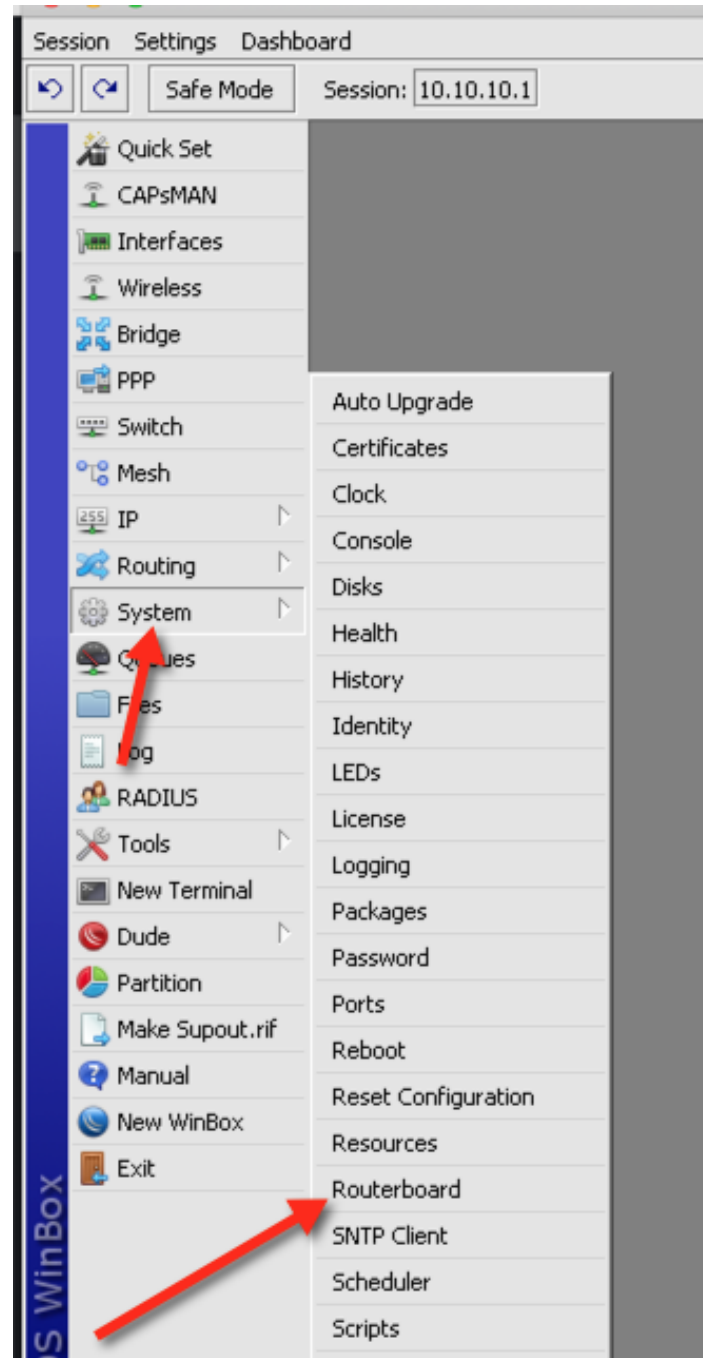 Session Settings Dashboard
Safe Mode Session: 10.10.10.1
Quick Set
CAPsMAN
Interfaces
Wireless
Bridge
PPP
Switch
Mesh
255 IP
Routing
System
Queues
Files
Log
RADIUS
Tools
New Terminal
Dude
Partition
Make Supout.rif
Manual
New WinBox
Exit
Auto Upgrade
Certificates
Clock
Console
Disks
Health
History
Identity
LEDs
License
Logging
Packages
Password
Ports
Reboot
Reset Configuration
Resources
Routerboard
SNTP Client
Scheduler
Scripts
OS WinBox